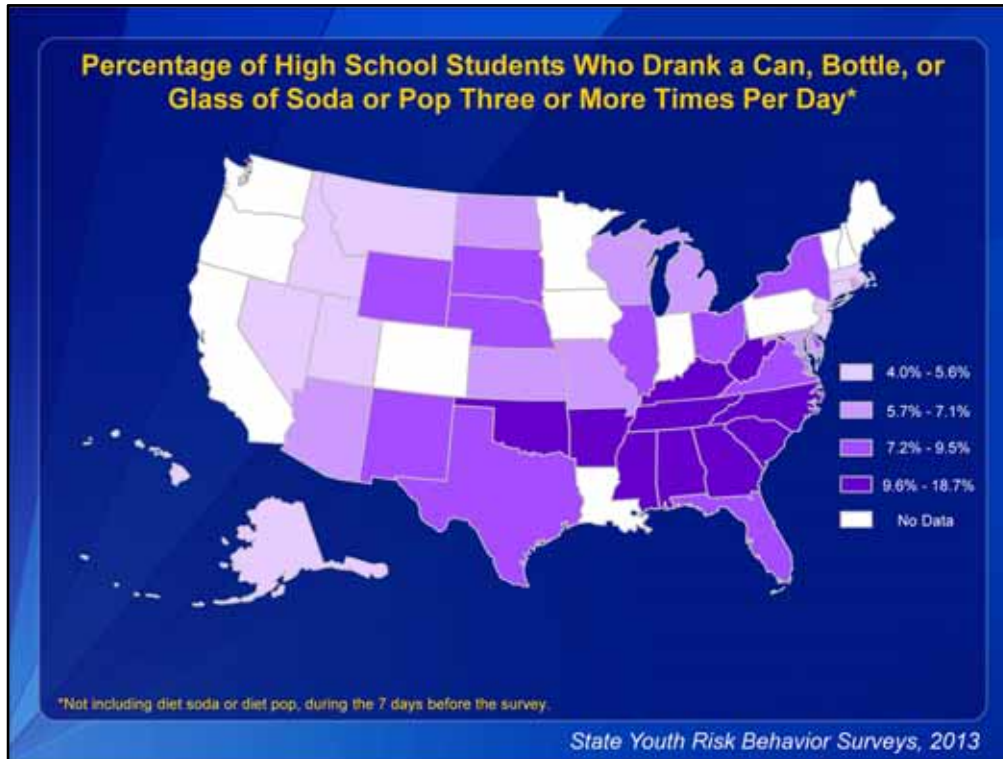 Percentage of High School Students Who Drank a Can, Bottle, or
Glass of Soda or Pop Three or More Times Per Day*
4.0% - 5.6%
5.7% - 7.1%
7.2% - 9.5%
9.6% - 18.7%
No Data
*Not including diet soda or diet pop, during the 7 days before the survey.
State Youth Risk Behavior Surveys, 2013